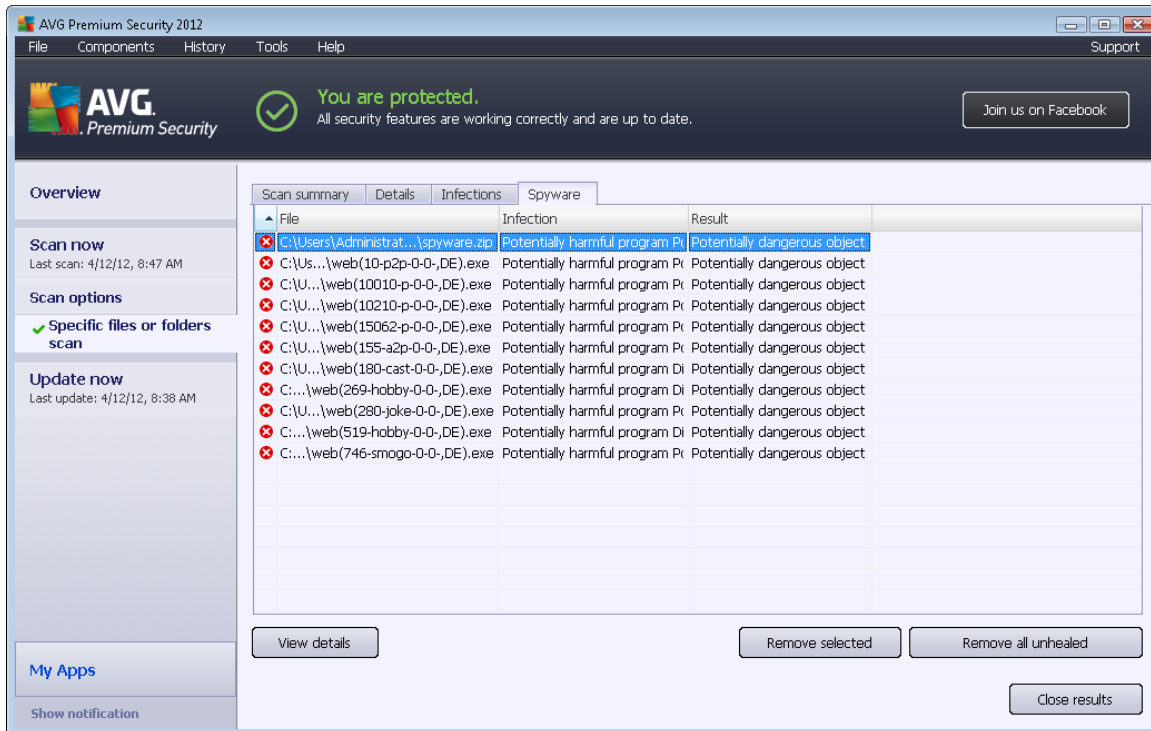 AVG Premium Security 2012
File Components History Tools Help Support
AVG.
Premium Security
You are protected.
All security features are working correctly and are up to date.
Join us on Facebook
Overview
Scan now
Last scan: 4/12/12, 8:47 AM
Scan options
Specific files or folders
scan
Update now
Last update: 4/12/12, 8:38 AM
My Apps
Show notification
Scan summary Details Infections Spyware
File Infection Result
C:\Users\Administrat...\spyware.zip Potentially harmful program Po Potentially dangerous object
C:\Us...\web(10-p2p-0-0-,DE).exe Potentially harmful program Po Potentially dangerous object
C:\U...\web(10010-p-0-0-,DE).exe Potentially harmful program Po Potentially dangerous object
C:\U...\web(10210-p-0-0-,DE).exe Potentially harmful program Po Potentially dangerous object
C:\U...\web(15062-p-0-0-,DE).exe Potentially harmful program Po Potentially dangerous object
C:\U...\web(155-a2p-0-0-,DE).exe Potentially harmful program Po Potentially dangerous object
C:\U...\web(180-cast-0-0-,DE).exe Potentially harmful program Di Potentially dangerous object
C:...\web(269-hobby-0-0-,DE).exe Potentially harmful program Di Potentially dangerous object
C:\U...\web(280-joke-0-0-,DE).exe Potentially harmful program Po Potentially dangerous object
C:...\web(519-hobby-0-0-,DE).exe Potentially harmful program Di Potentially dangerous object
C:...\web(746-smogo-0-0-,DE).exe Potentially harmful program Po Potentially dangerous object
View details
Remove selected
Remove all unhealed
Close results